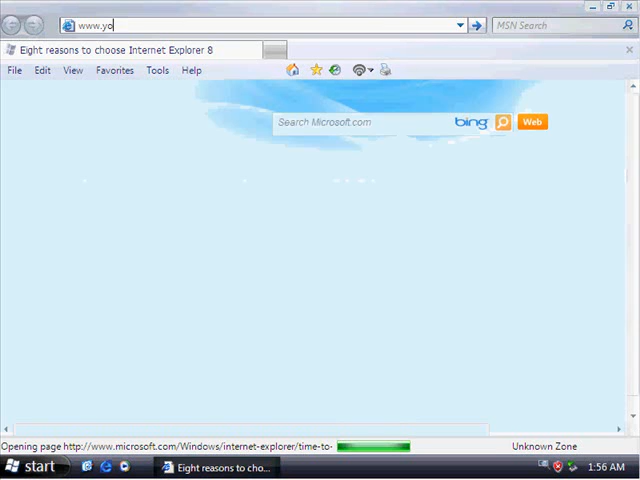 www.yo
MSN Search
Eight reasons to choose Internet Explorer 8
File Edit View Favorites Tools Help
Search Microsoft.com bing Web
Opening page http://www.microsoft.com/Windows/internet-explorer/time-to- Unknown Zone
start Eight reasons to cho... 1:56 AM